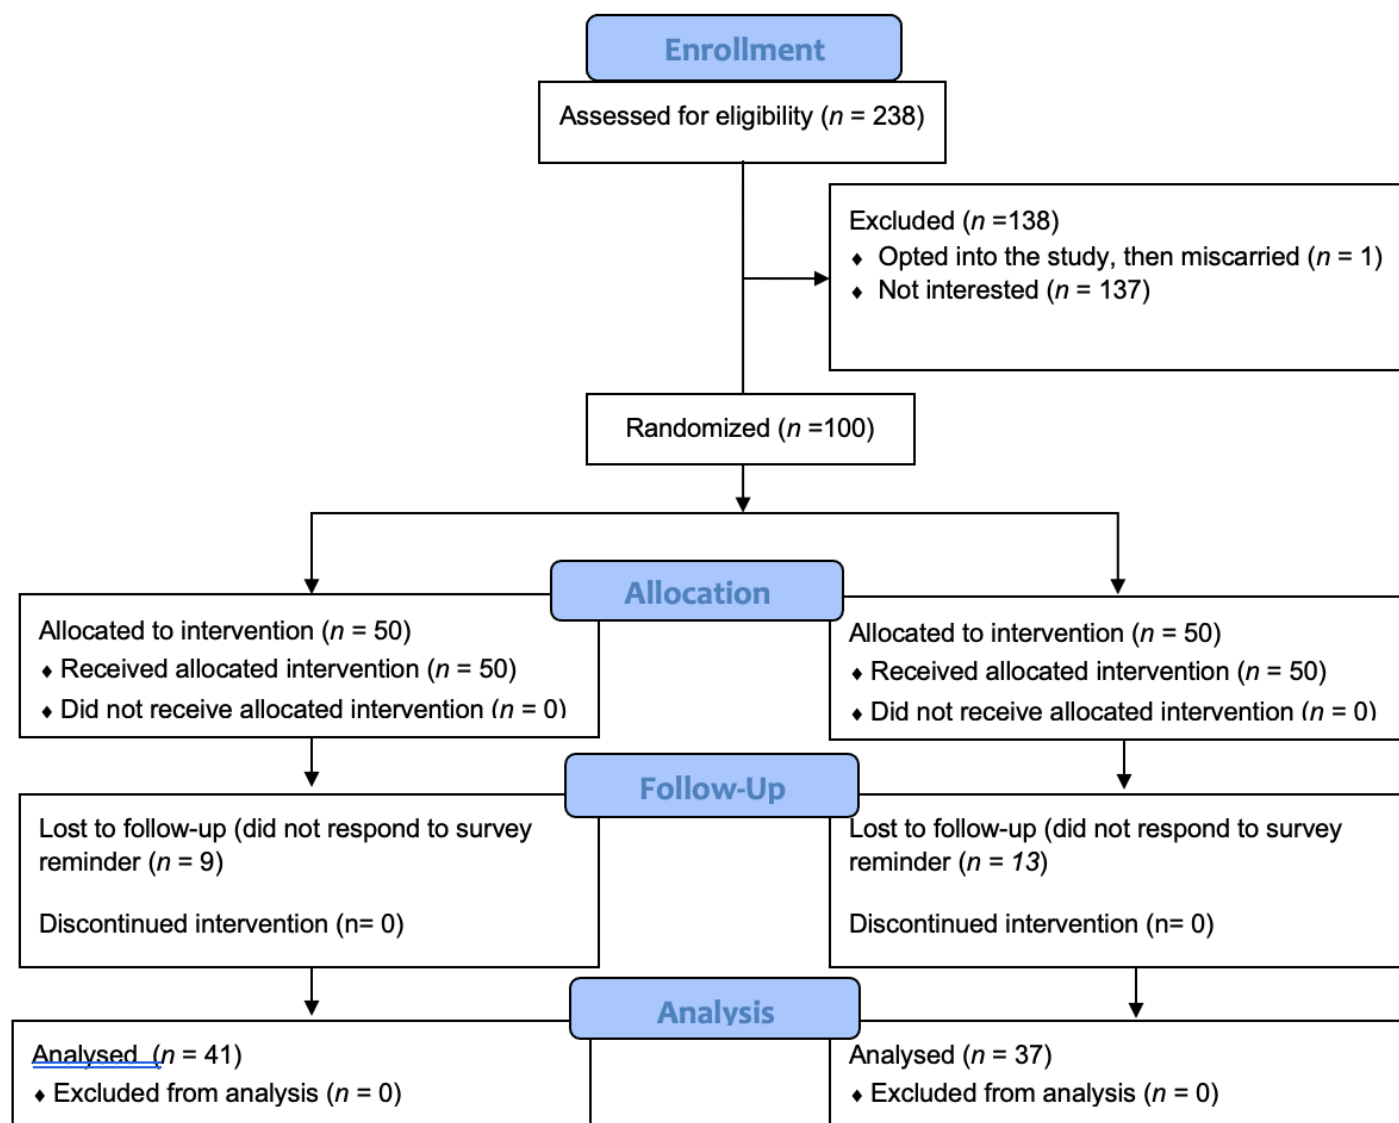 Enrollment
Assessed for eligibility (n = 238)
Excluded (n =138)
♦ Opted into the study, then miscarried (n = 1)
♦ Not interested (n = 137)
Randomized (n =100)
Allocation
Allocated to intervention (n = 50)
♦ Received allocated intervention (n = 50)
♦ Did not receive allocated intervention (n = 0)
Allocated to intervention (n = 50)
♦ Received allocated intervention (n = 50)
♦ Did not receive allocated intervention (n = 0)
Follow-Up
Lost to follow-up (did not respond to survey
reminder (n = 9)
Discontinued intervention (n= 0)
Lost to follow-up (did not respond to survey
reminder (n = 13)
Discontinued intervention (n= 0)
Analysis
Analysed (n = 41)
♦ Excluded from analysis (n = 0)
Analysed (n = 37)
♦ Excluded from analysis (n = 0)